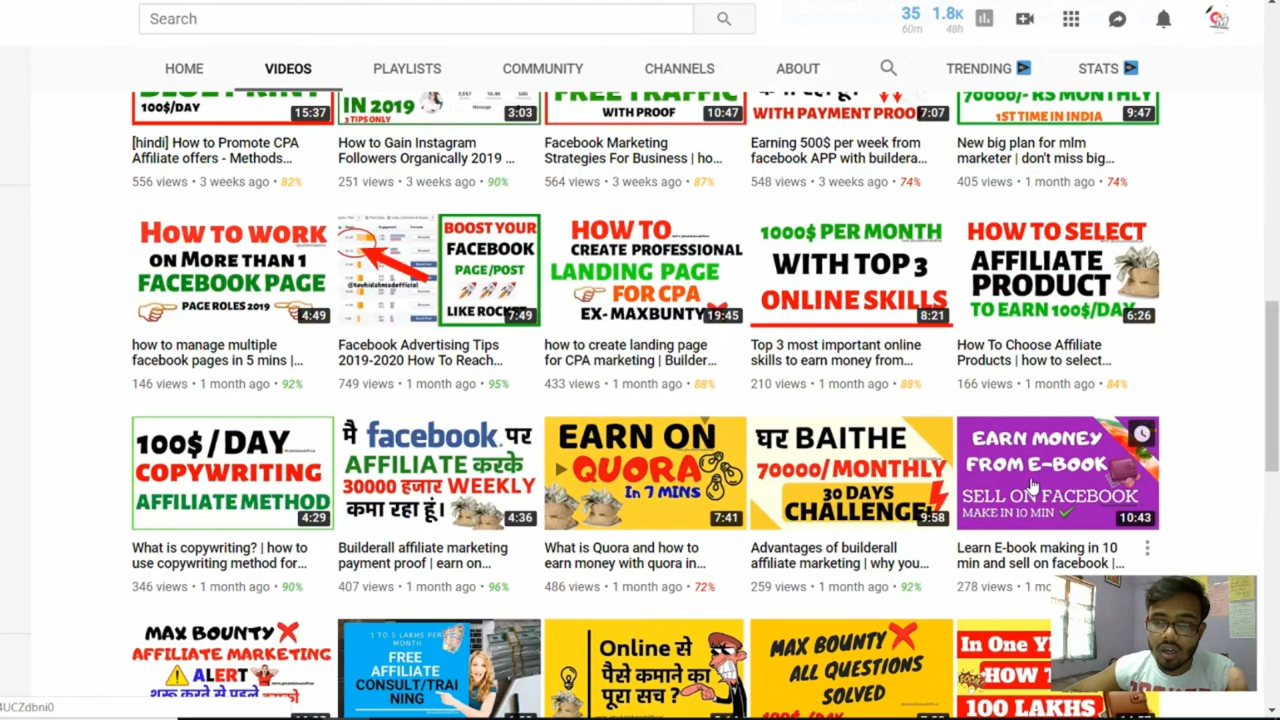 Search
35 1.8K
60m 48h
HOME VIDEOS PLAYLISTS COMMUNITY CHANNELS ABOUT TRENDING STATS
100$/DAY
15:37
IN 2019
3 TIPS ONLY
3:03
FREE TRAFFIC
WITH PROOF
10:47
WITH PAYMENT PROO
7:07
70000/- RS MONTHLY
1ST TIME IN INDIA
9:47
[hindi] How to Promote CPA
Affiliate offers - Methods...
556 views • 3 weeks ago • 82%
How to Gain Instagram
Followers Organically 2019 ...
251 views • 3 weeks ago • 90%
Facebook Marketing
Strategies For Business | ho...
564 views • 3 weeks ago • 87%
Earning 500$ per week from
facebook APP with buildera...
548 views • 3 weeks ago • 74%
New big plan for mlm
marketer | don't miss big...
405 views • 1 month ago • 74%
HOW TO WORK
ON MORE THAN 1
FACEBOOK PAGE
PAGE ROLES 2019
4:49
BOOST YOUR
FACEBOOK
PAGE/POST
LIKE ROCK
@touhidahmadofficial
7:49
HOW TO
CREATE PROFESSIONAL
LANDING PAGE
FOR CPA
EX- MAXBUNTY
19:45
1000$ PER MONTH
WITH TOP 3
ONLINE SKILLS
8:21
HOW TO SELECT
AFFILIATE
PRODUCT
TO EARN 100$/DA
6:26
how to manage multiple
facebook pages in 5 mins |...
146 views • 1 month ago • 92%
Facebook Advertising Tips
2019-2020 How To Reach...
749 views • 1 month ago • 95%
how to create landing page
for CPA marketing | Builder...
433 views • 1 month ago • 88%
Top 3 most important online
skills to earn money from...
210 views • 1 month ago • 88%
How To Choose Affiliate
Products | how to select...
166 views • 1 month ago • 84%
100$/DAY
COPYWRITING
AFFILIATE METHOD
4:29
मै facebook. पर
AFFILIATE करके
30000 हजार WEEKLY
कमा रहा हूं।
4:36
EARN ON
QUORA
In 7 MINS
7:41
घर BAITHE
70000/MONTHLY
30 DAYS
CHALLENGE
9:58
EARN MONEY
FROM E-BOOK
SELL ON FACEBOOK
MAKE IN 10 MIN
10:43
What is copywriting? | how to
use copywriting method for...
346 views • 1 month ago • 90%
Builderall affiliate marketing
payment proof | earn on...
407 views • 1 month ago • 96%
What is Quora and how to
earn money with quora in...
486 views • 1 month ago • 72%
Advantages of builderall
affiliate marketing | why you...
259 views • 1 month ago • 92%
Learn E-book making in 10
min and sell on facebook |...
278 views • 1
MAX BOUNTY
AFFILIATE MARKETING
ALERT
1 TO 5 LAKHS PER
MONTH
FREE
AFFILIATE
CONSULT/TRAI
NING
Online से
पैसे कमाने का
पूरा सच ?
MAX BOUNTY
ALL QUESTIONS
SOLVED
In One
HOW
100 LAKHS
4UCZdbni0